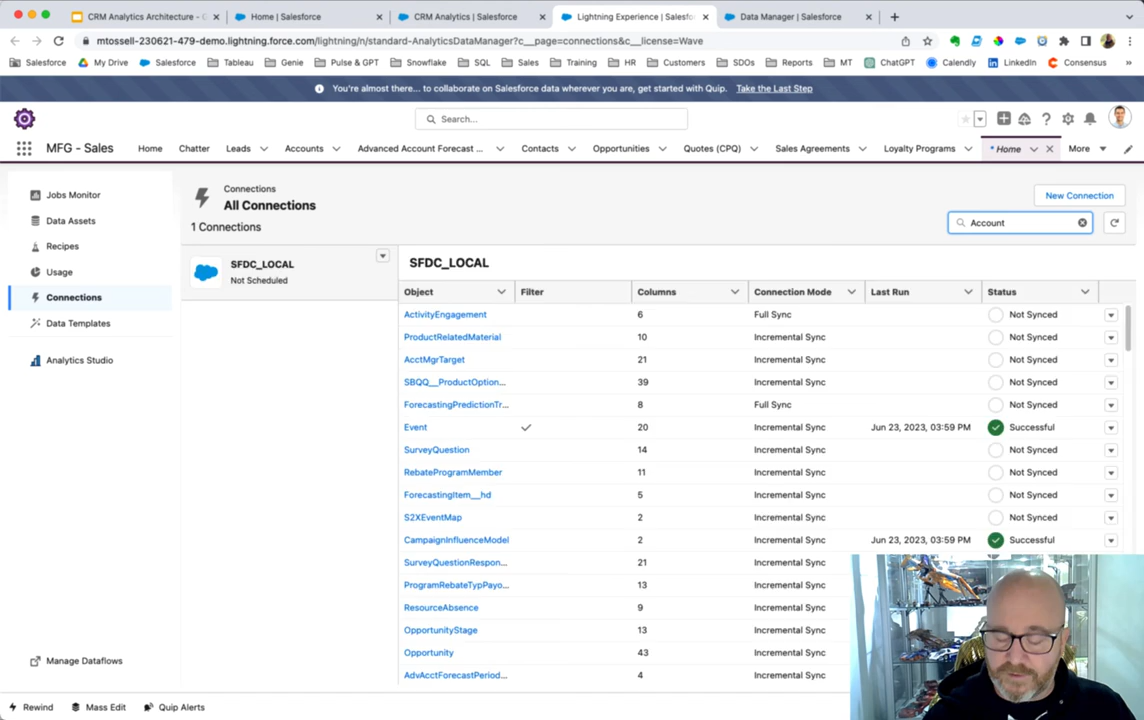 CRM Analytics Architecture - G
Home | Salesforce
CRM Analytics | Salesforce
Lightning Experience | Salesfo
Data Manager | Salesforce
mtossell-230621-479-demo.lightning.force.com/lightning/n/standard-AnalyticsDataManager?c__page=connections&c__license=Wave
Salesforce My Drive Salesforce Tableau Genie Pulse & GPT Snowflake SQL Sales Training HR Customers SDOs Reports MT ChatGPT Calendly LinkedIn Consensus »
You're almost there... to collaborate on Salesforce data wherever you are, get started with Quip. Take the Last Step
Search...
MFG - Sales Home Chatter Leads Accounts Advanced Account Forecast ... Contacts Opportunities Quotes (CPQ) Sales Agreements Loyalty Programs * Home More
Jobs Monitor
Data Assets
Recipes
Usage
Connections
Data Templates
Analytics Studio
Manage Dataflows
Connections
All Connections
1 Connections
New Connection
Account
SFDC_LOCAL
Not Scheduled
SFDC_LOCAL
Object Filter Columns Connection Mode Last Run Status
ActivityEngagement 6 Full Sync Not Synced
ProductRelatedMaterial 10 Incremental Sync Not Synced
AcctMgrTarget 21 Incremental Sync Not Synced
SBQQ__ProductOption... 39 Incremental Sync Not Synced
ForecastingPredictionTr... 8 Full Sync Not Synced
Event 20 Incremental Sync Jun 23, 2023, 03:59 PM Successful
SurveyQuestion 14 Incremental Sync Not Synced
RebateProgramMember 11 Incremental Sync Not Synced
ForecastingItem__hd 5 Incremental Sync Not Synced
S2XEventMap 2 Incremental Sync Not Synced
CampaignInfluenceModel 2 Incremental Sync Jun 23, 2023, 03:59 PM Successful
SurveyQuestionRespon... 21 Incremental Sync
ProgramRebateTypPayo... 13 Incremental Sync
ResourceAbsence 9 Incremental Sync
OpportunityStage 13 Incremental Sync
Opportunity 43 Incremental Sync
AdvAcctForecastPeriod... 4 Incremental Sync
Rewind Mass Edit Quip Alerts